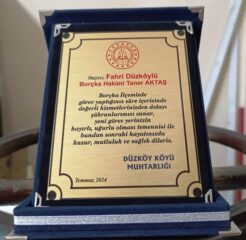 Sayın; Fahri Düzköylü
Borçka Hakimi Taner AKTAŞ
Borçka İlçemizde
görev yaptığınız süre içerisinde
değerli hizmetlerinizden dolayı
şükranlarımızı sunar,
yeni görev yerinizin
hayırlı, uğurlu olması temennisi ile
bundan sonraki hayatınızda
huzur, mutluluk ve sağlık dileriz.
DÜZKÖY KÖYÜ
MUHTARLIĞI
Temmuz 2024